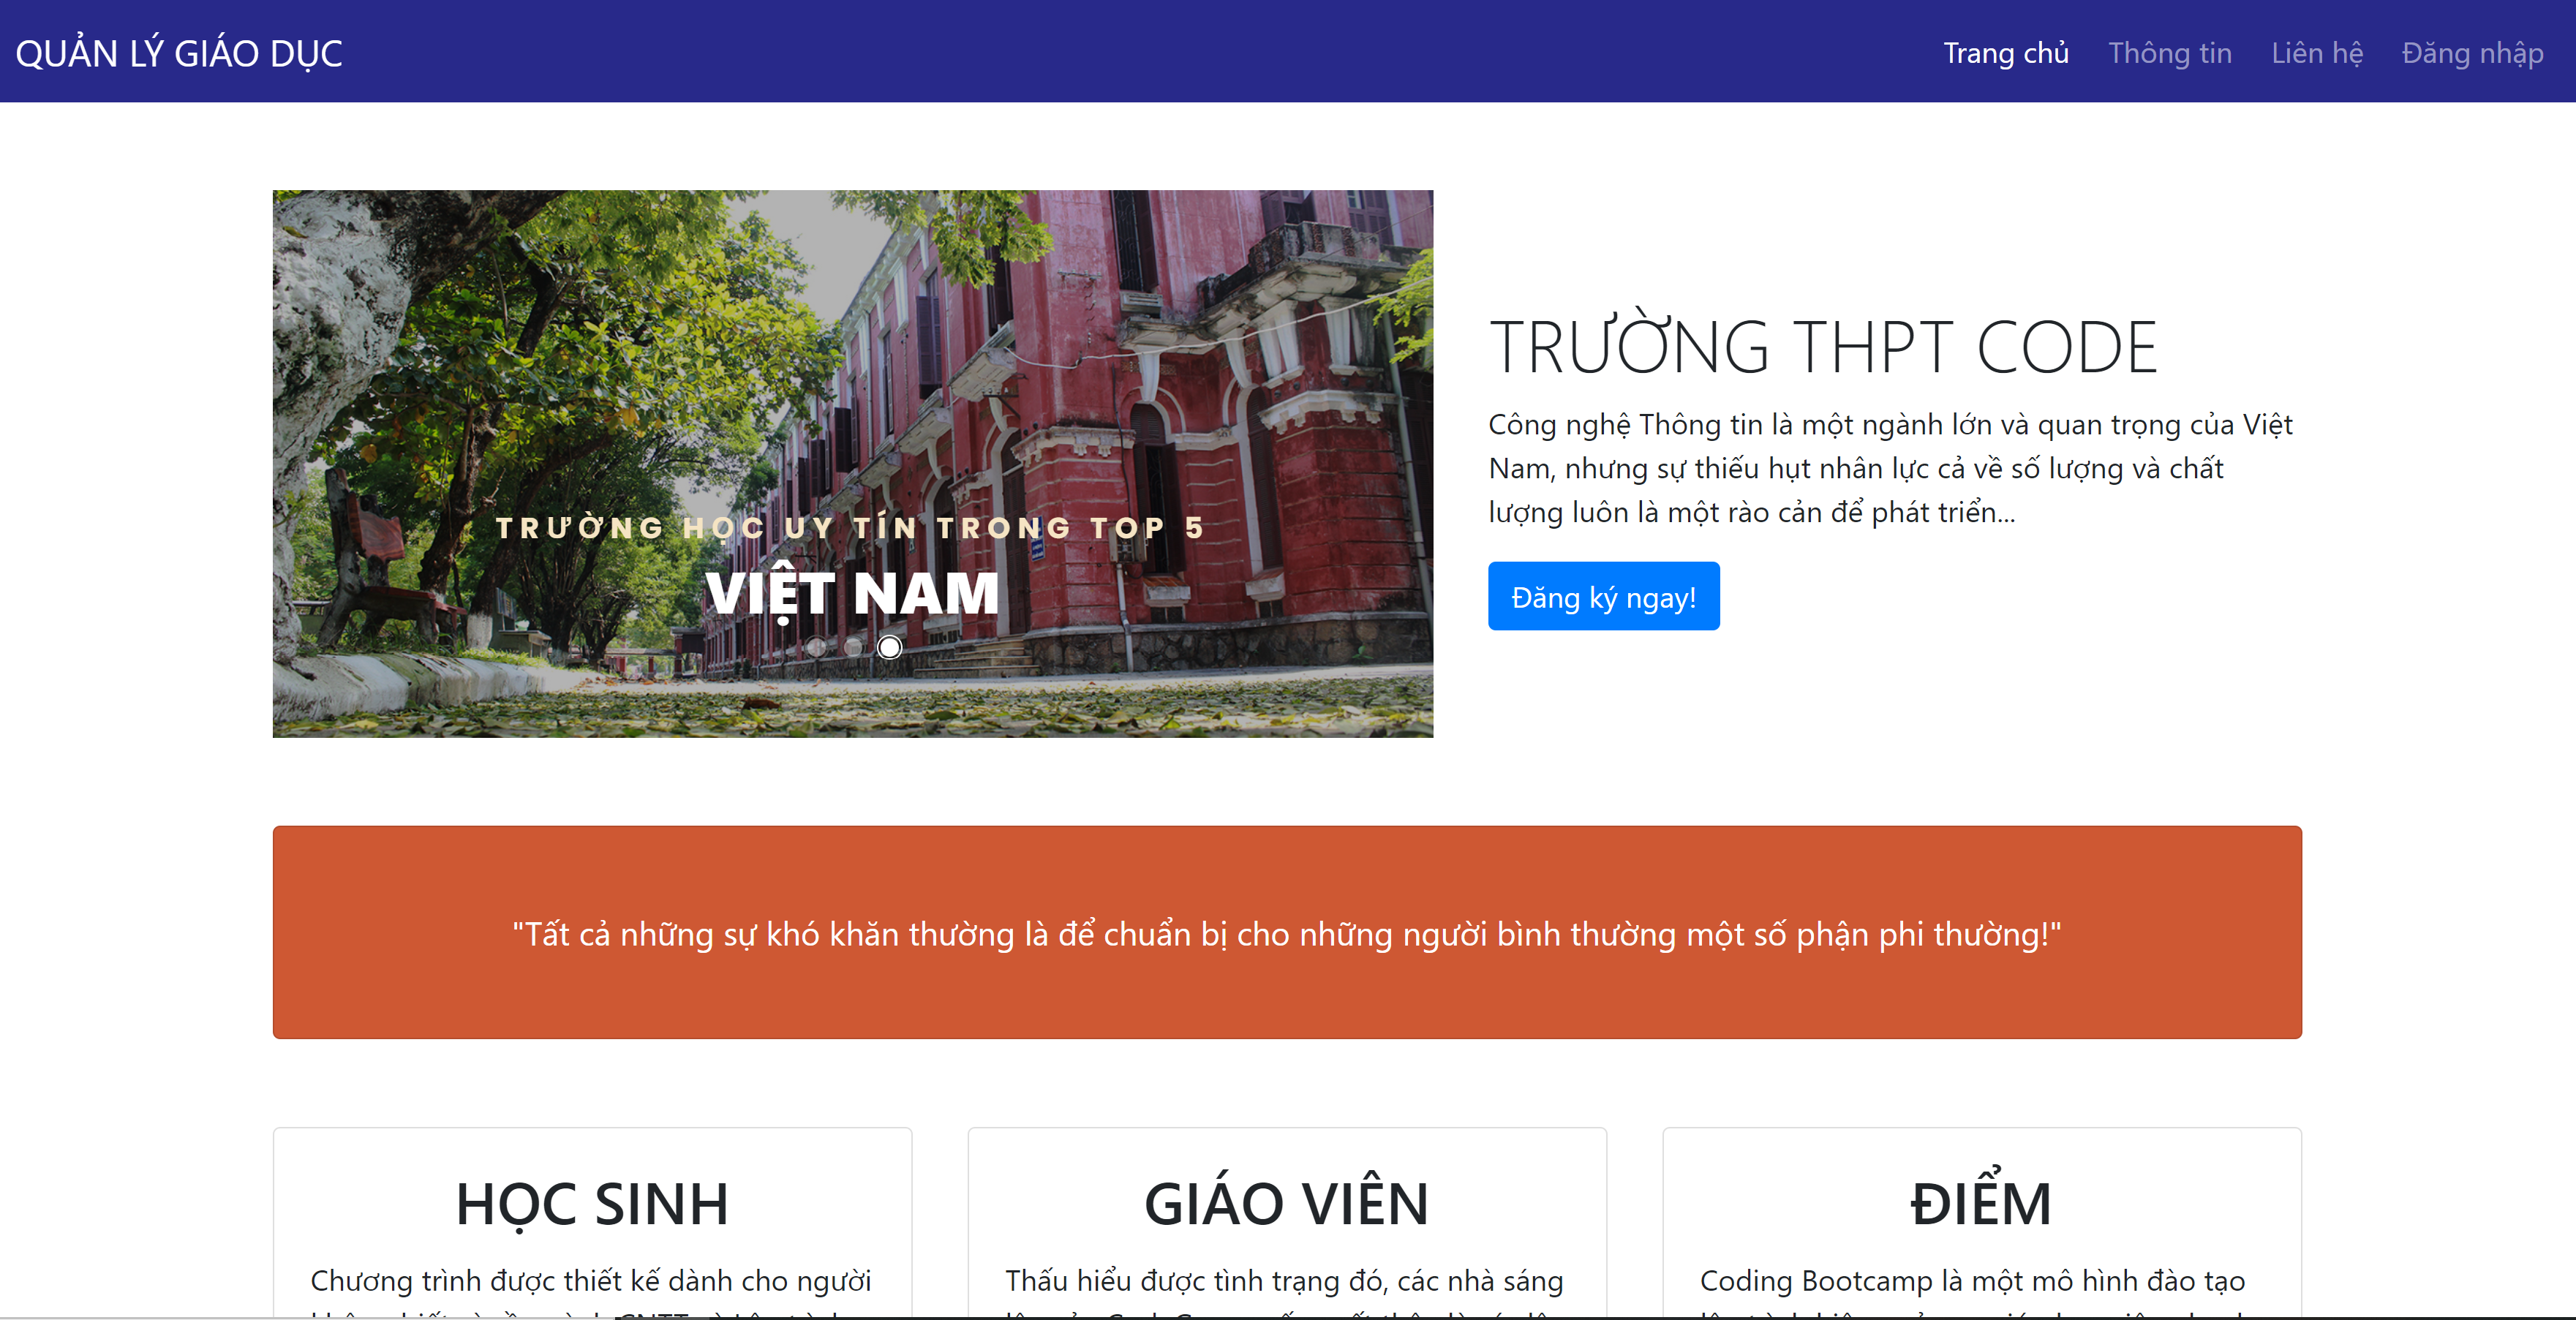 QUẢN LÝ GIÁO DỤC
Trang chủ Thông tin Liên hệ Đăng nhập
TRƯỜNG HỌC UY TÍN TRONG TOP 5
VIỆT NAM
TRƯỜNG THPT CODE
Công nghệ Thông tin là một ngành lớn và quan trọng của Việt
Nam, nhưng sự thiếu hụt nhân lực cả về số lượng và chất
lượng luôn là một rào cản để phát triển...
Đăng ký ngay!
"Tất cả những sự khó khăn thường là để chuẩn bị cho những người bình thường một số phận phi thường!"
HỌC SINH
Chương trình được thiết kế dành cho người
GIÁO VIÊN
Thấu hiểu được tình trạng đó, các nhà sáng
ĐIỂM
Coding Bootcamp là một mô hình đào tạo